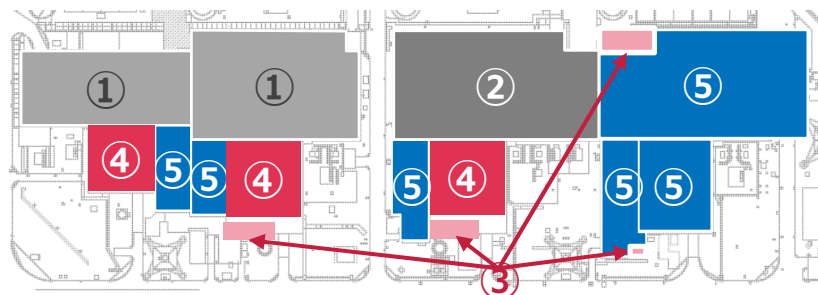 ① ① ② ⑤
④ ⑤ ⑤ ④ ⑤ ④ ⑤ ⑤
③